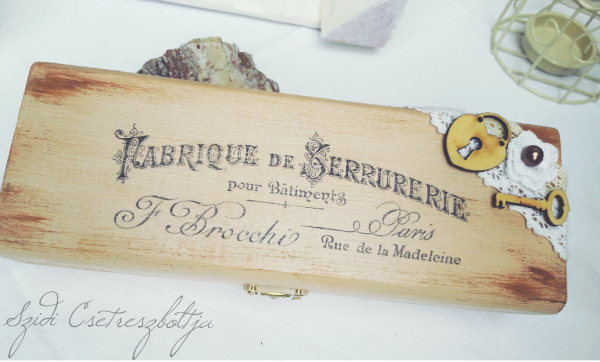 Fabrique de Serrurerie
pour Bâtiments
Paris
F Brocchi
Rue de la Madeleine
Szidi Csetreszboltja